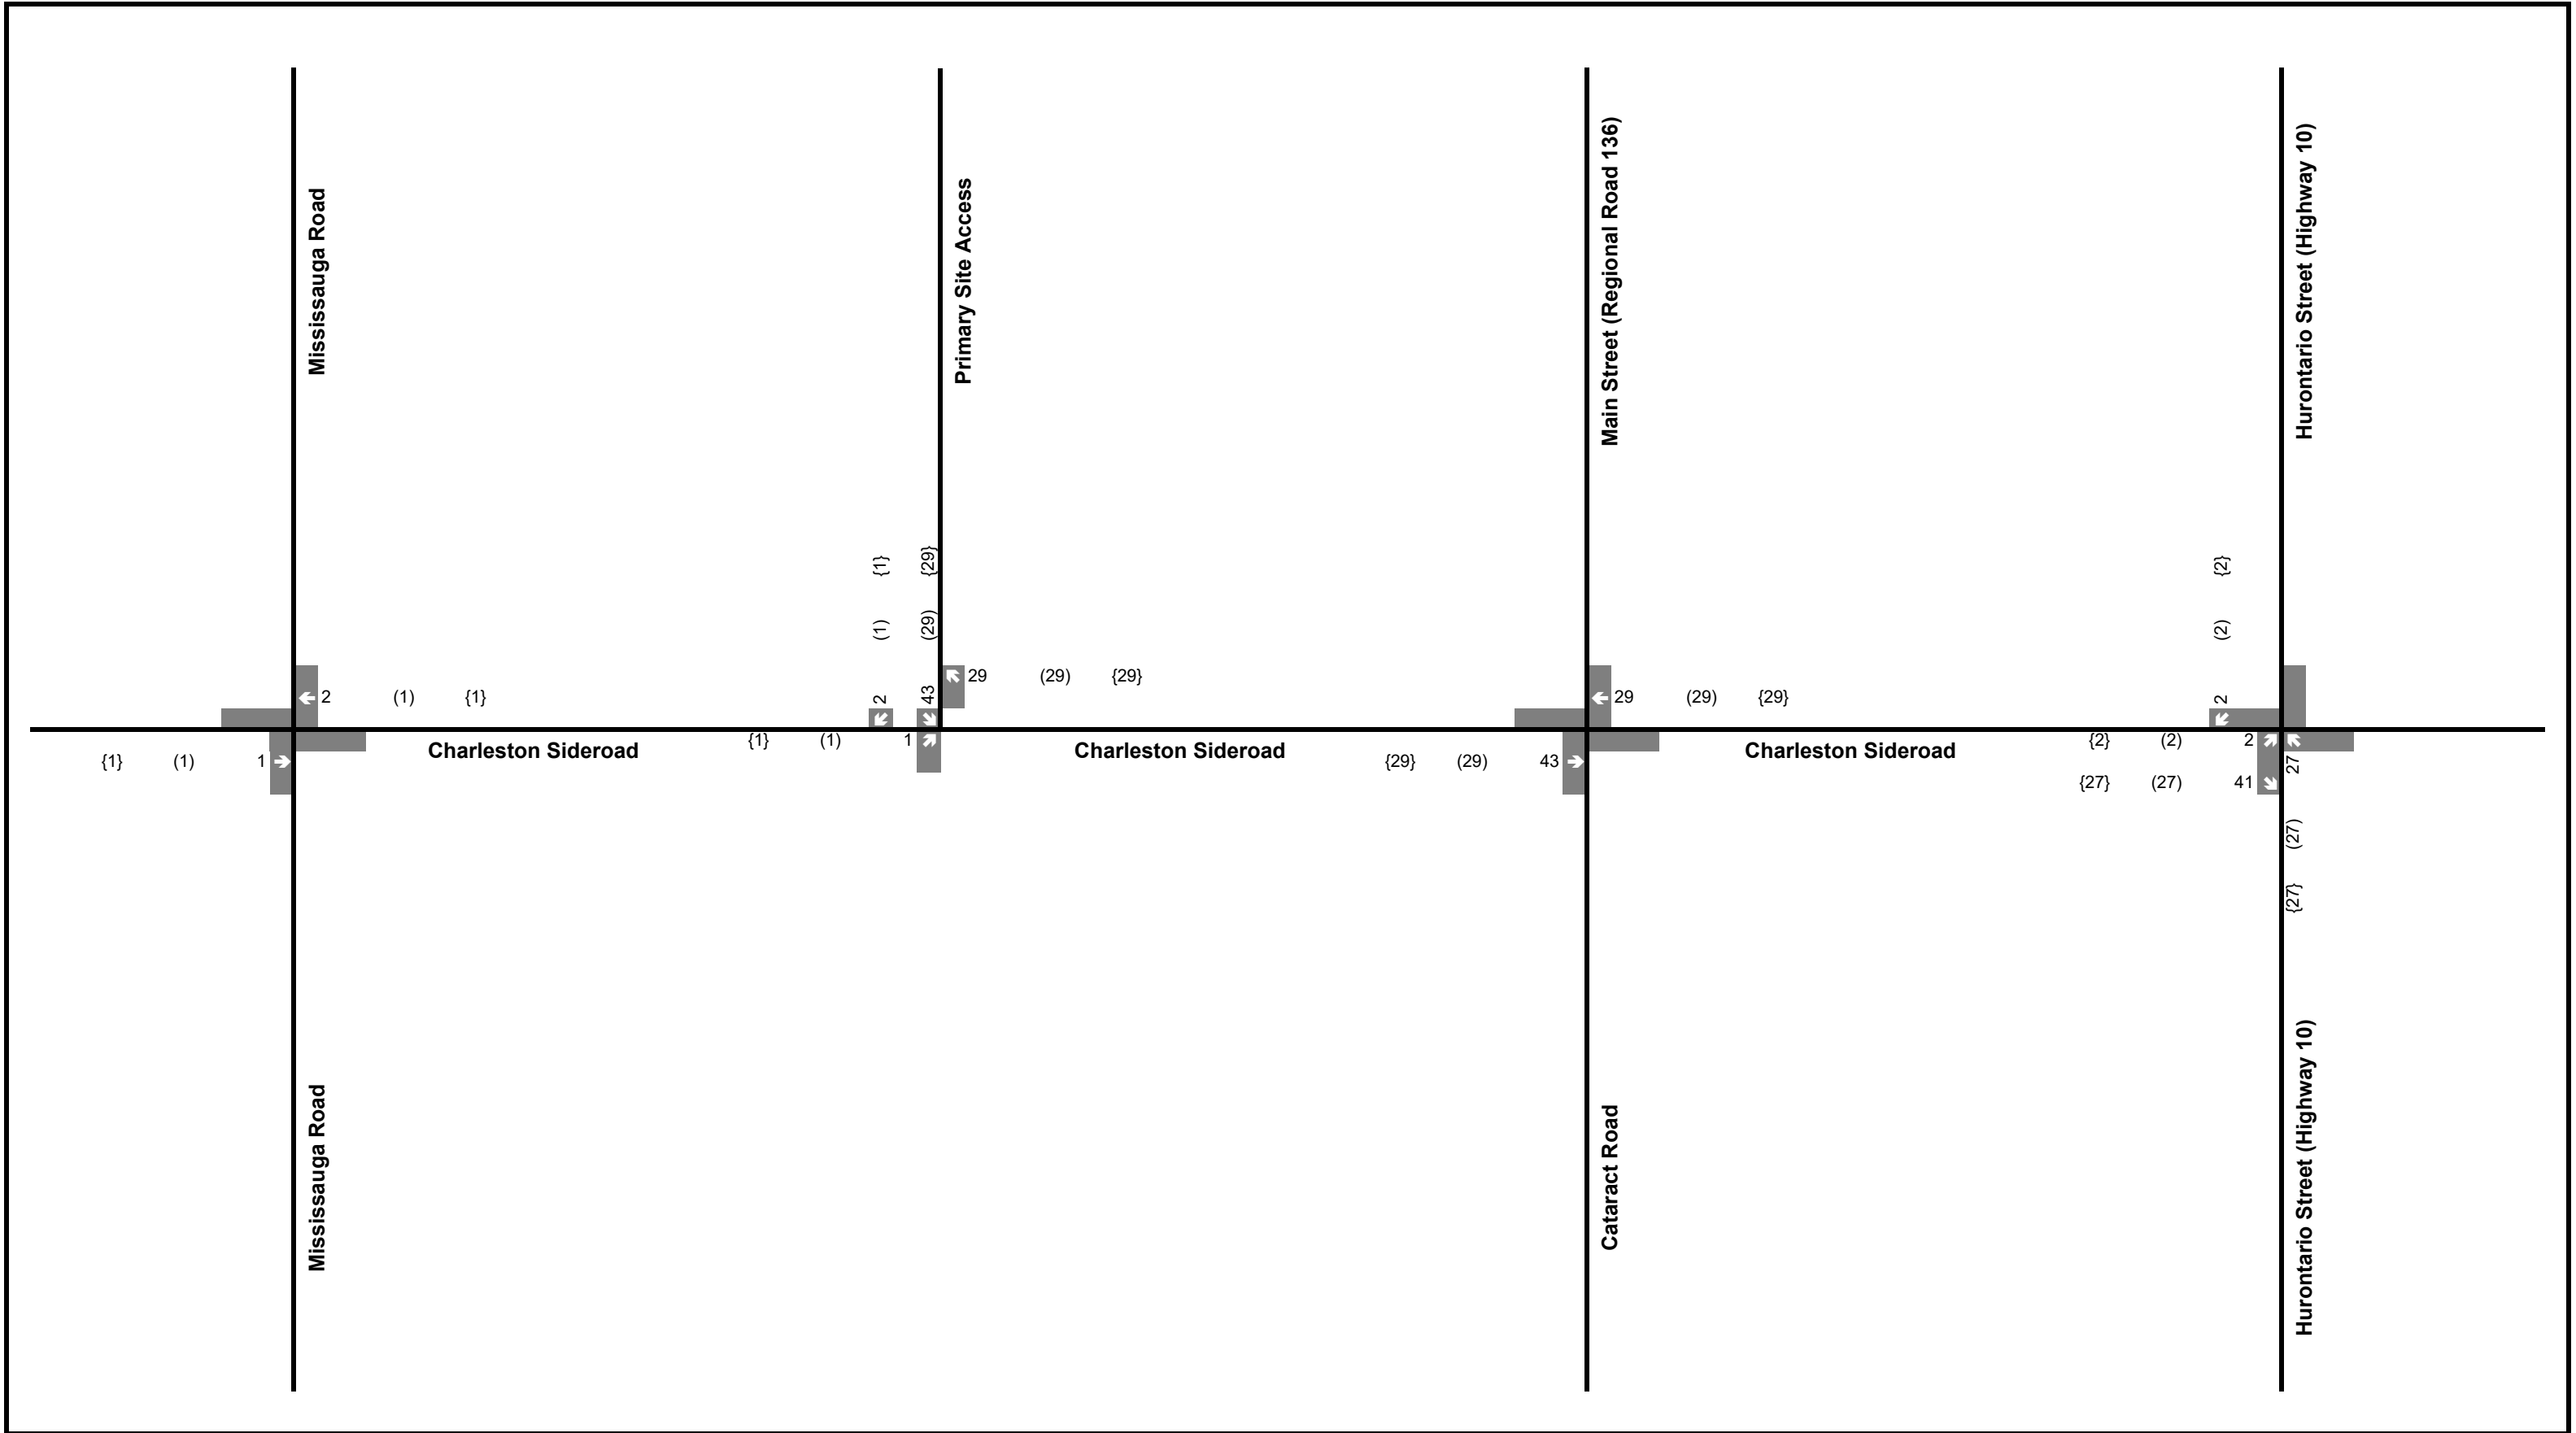 Mississauga Road
Primary Site Access
Main Street (Regional Road 136)
Hurontario Street (Highway 10)
{1}
{29}
{2}
(1)
(29)
(2)
2
43
2
29 (29) {29}
2 (1) {1}
29 (29) {29}
{1} (1) 1
{2} (2) 2
Charleston Sideroad
Charleston Sideroad
Charleston Sideroad
{1} (1) 1
{29} (29) 43
{27} (27) 41
27
(27)
{27}
Mississauga Road
Cataract Road
Hurontario Street (Highway 10)